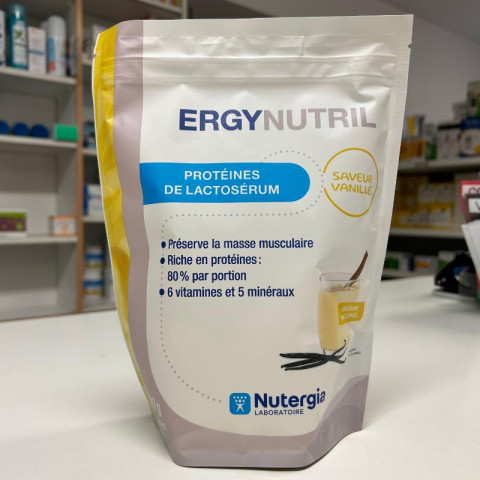 ERGYNUTRIL
PROTÉINES
DE LACTOSÉRUM
SAVEUR
VANILLE
• Préserve la masse musculaire
• Riche en protéines :
80% par portion
• 6 vitamines et 5 minéraux
Nutergia
LABORATOIRE